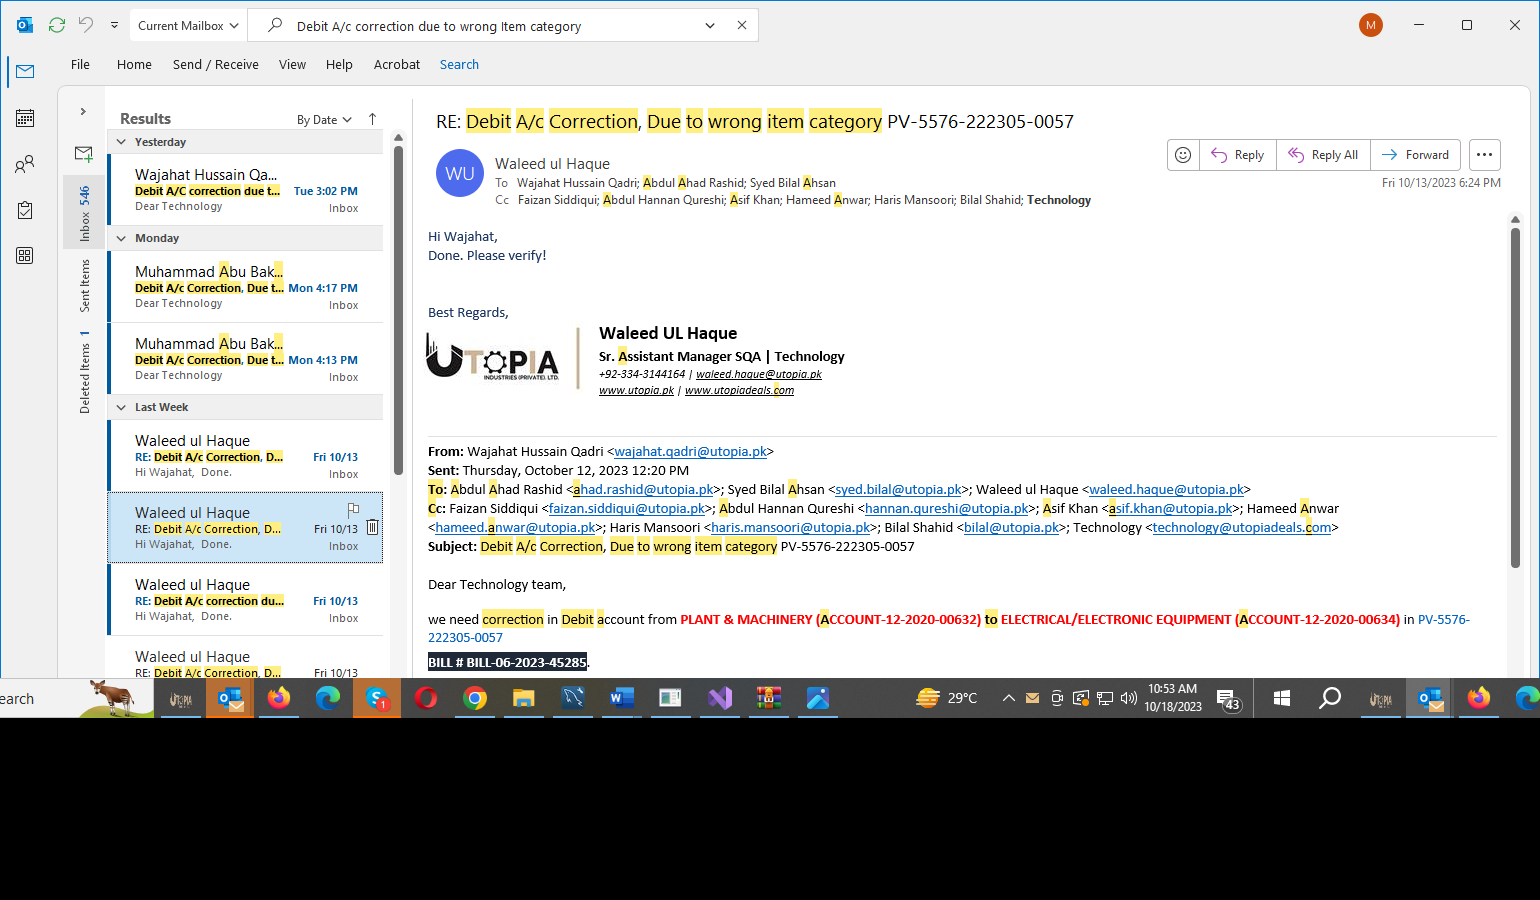 Current Mailbox
Debit A/c correction due to wrong Item category
M
File Home Send / Receive View Help Acrobat Search
Inbox 546
Sent Items
Deleted Items 1
Results By Date
Yesterday
Wajahat Hussain Qa...
Debit A/C correction due t... Tue 3:02 PM
Dear Technology Inbox
Monday
Muhammad Abu Bak...
Debit A/c Correction, Due t... Mon 4:17 PM
Dear Technology Inbox
Muhammad Abu Bak...
Debit A/c Correction, Due t... Mon 4:13 PM
Dear Technology Inbox
Last Week
Waleed ul Haque
RE: Debit A/c Correction, D... Fri 10/13
Hi Wajahat, Done. Inbox
Waleed ul Haque
RE: Debit A/c Correction, D... Fri 10/13
Hi Wajahat, Done. Inbox
Waleed ul Haque
RE: Debit A/c correction du... Fri 10/13
Hi Wajahat, Done. Inbox
Waleed ul Haque
RE: Debit A/c Correction, D... Fri 10/13
RE: Debit A/c Correction, Due to wrong item category PV-5576-222305-0057
WU
Waleed ul Haque
To Wajahat Hussain Qadri; Abdul Ahad Rashid; Syed Bilal Ahsan
Cc Faizan Siddiqui; Abdul Hannan Qureshi; Asif Khan; Hameed Anwar; Haris Mansoori; Bilal Shahid; Technology
Reply Reply All Forward
Fri 10/13/2023 6:24 PM
Hi Wajahat,
Done. Please verify!
Best Regards,
UTOPIA
INDUSTRIES (PRIVATE). LTD.
Waleed UL Haque
Sr. Assistant Manager SQA | Technology
+92-334-3144164 | waleed.haque@utopia.pk
www.utopia.pk | www.utopiadeals.com
From: Wajahat Hussain Qadri <wajahat.qadri@utopia.pk>
Sent: Thursday, October 12, 2023 12:20 PM
To: Abdul Ahad Rashid <ahad.rashid@utopia.pk>; Syed Bilal Ahsan <syed.bilal@utopia.pk>; Waleed ul Haque <waleed.haque@utopia.pk>
Cc: Faizan Siddiqui <faizan.siddiqui@utopia.pk>; Abdul Hannan Qureshi <hannan.qureshi@utopia.pk>; Asif Khan <asif.khan@utopia.pk>; Hameed Anwar
<hameed.anwar@utopia.pk>; Haris Mansoori <haris.mansoori@utopia.pk>; Bilal Shahid <bilal@utopia.pk>; Technology <technology@utopiadeals.com>
Subject: Debit A/c Correction, Due to wrong item category PV-5576-222305-0057
Dear Technology team,
we need correction in Debit account from PLANT & MACHINERY (ACCOUNT-12-2020-00632) to ELECTRICAL/ELECTRONIC EQUIPMENT (ACCOUNT-12-2020-00634) in PV-5576-
222305-0057
BILL # BILL-06-2023-45285.
earch
UTOPIA
1
29°C
10:53 AM
10/18/2023
43
UTOPIA